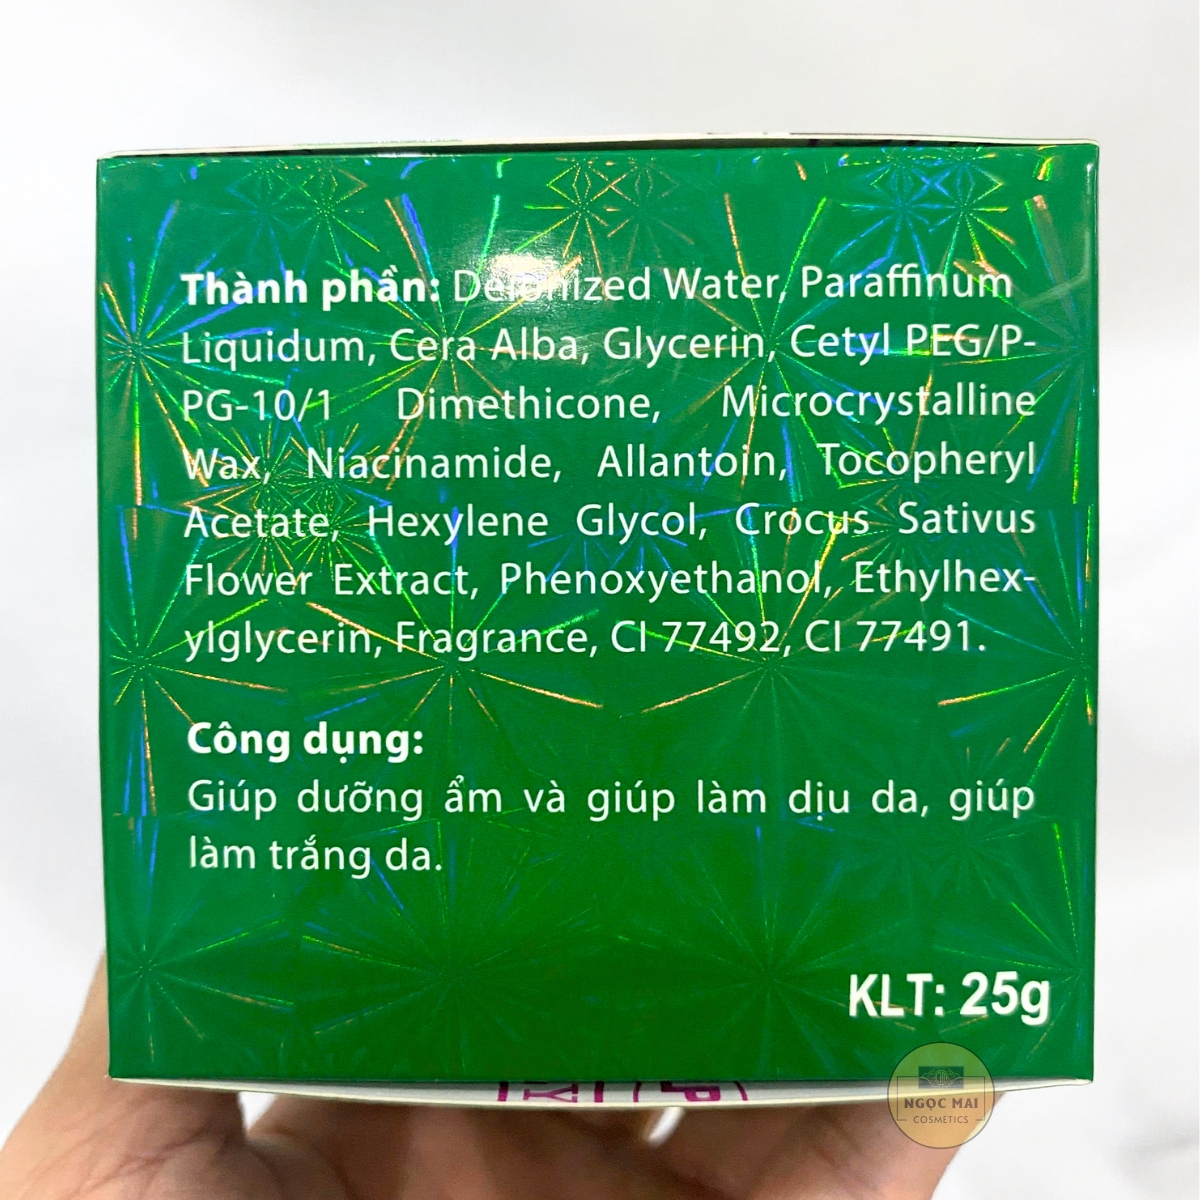 Thành phần: Deionized Water, Paraffinum
Liquidum, Cera Alba, Glycerin, Cetyl PEG/P-
PG-10/1 Dimethicone, Microcrystalline
Wax, Niacinamide, Allantoin, Tocopheryl
Acetate, Hexylene Glycol, Crocus Sativus
Flower Extract, Phenoxyethanol, Ethylhex-
ylglycerin, Fragrance, CI 77492, CI 77491.
Công dụng:
Giúp dưỡng ẩm và giúp làm dịu da, giúp
làm trắng da.
KLT: 25g
NGỌC MAI
COSMETICS